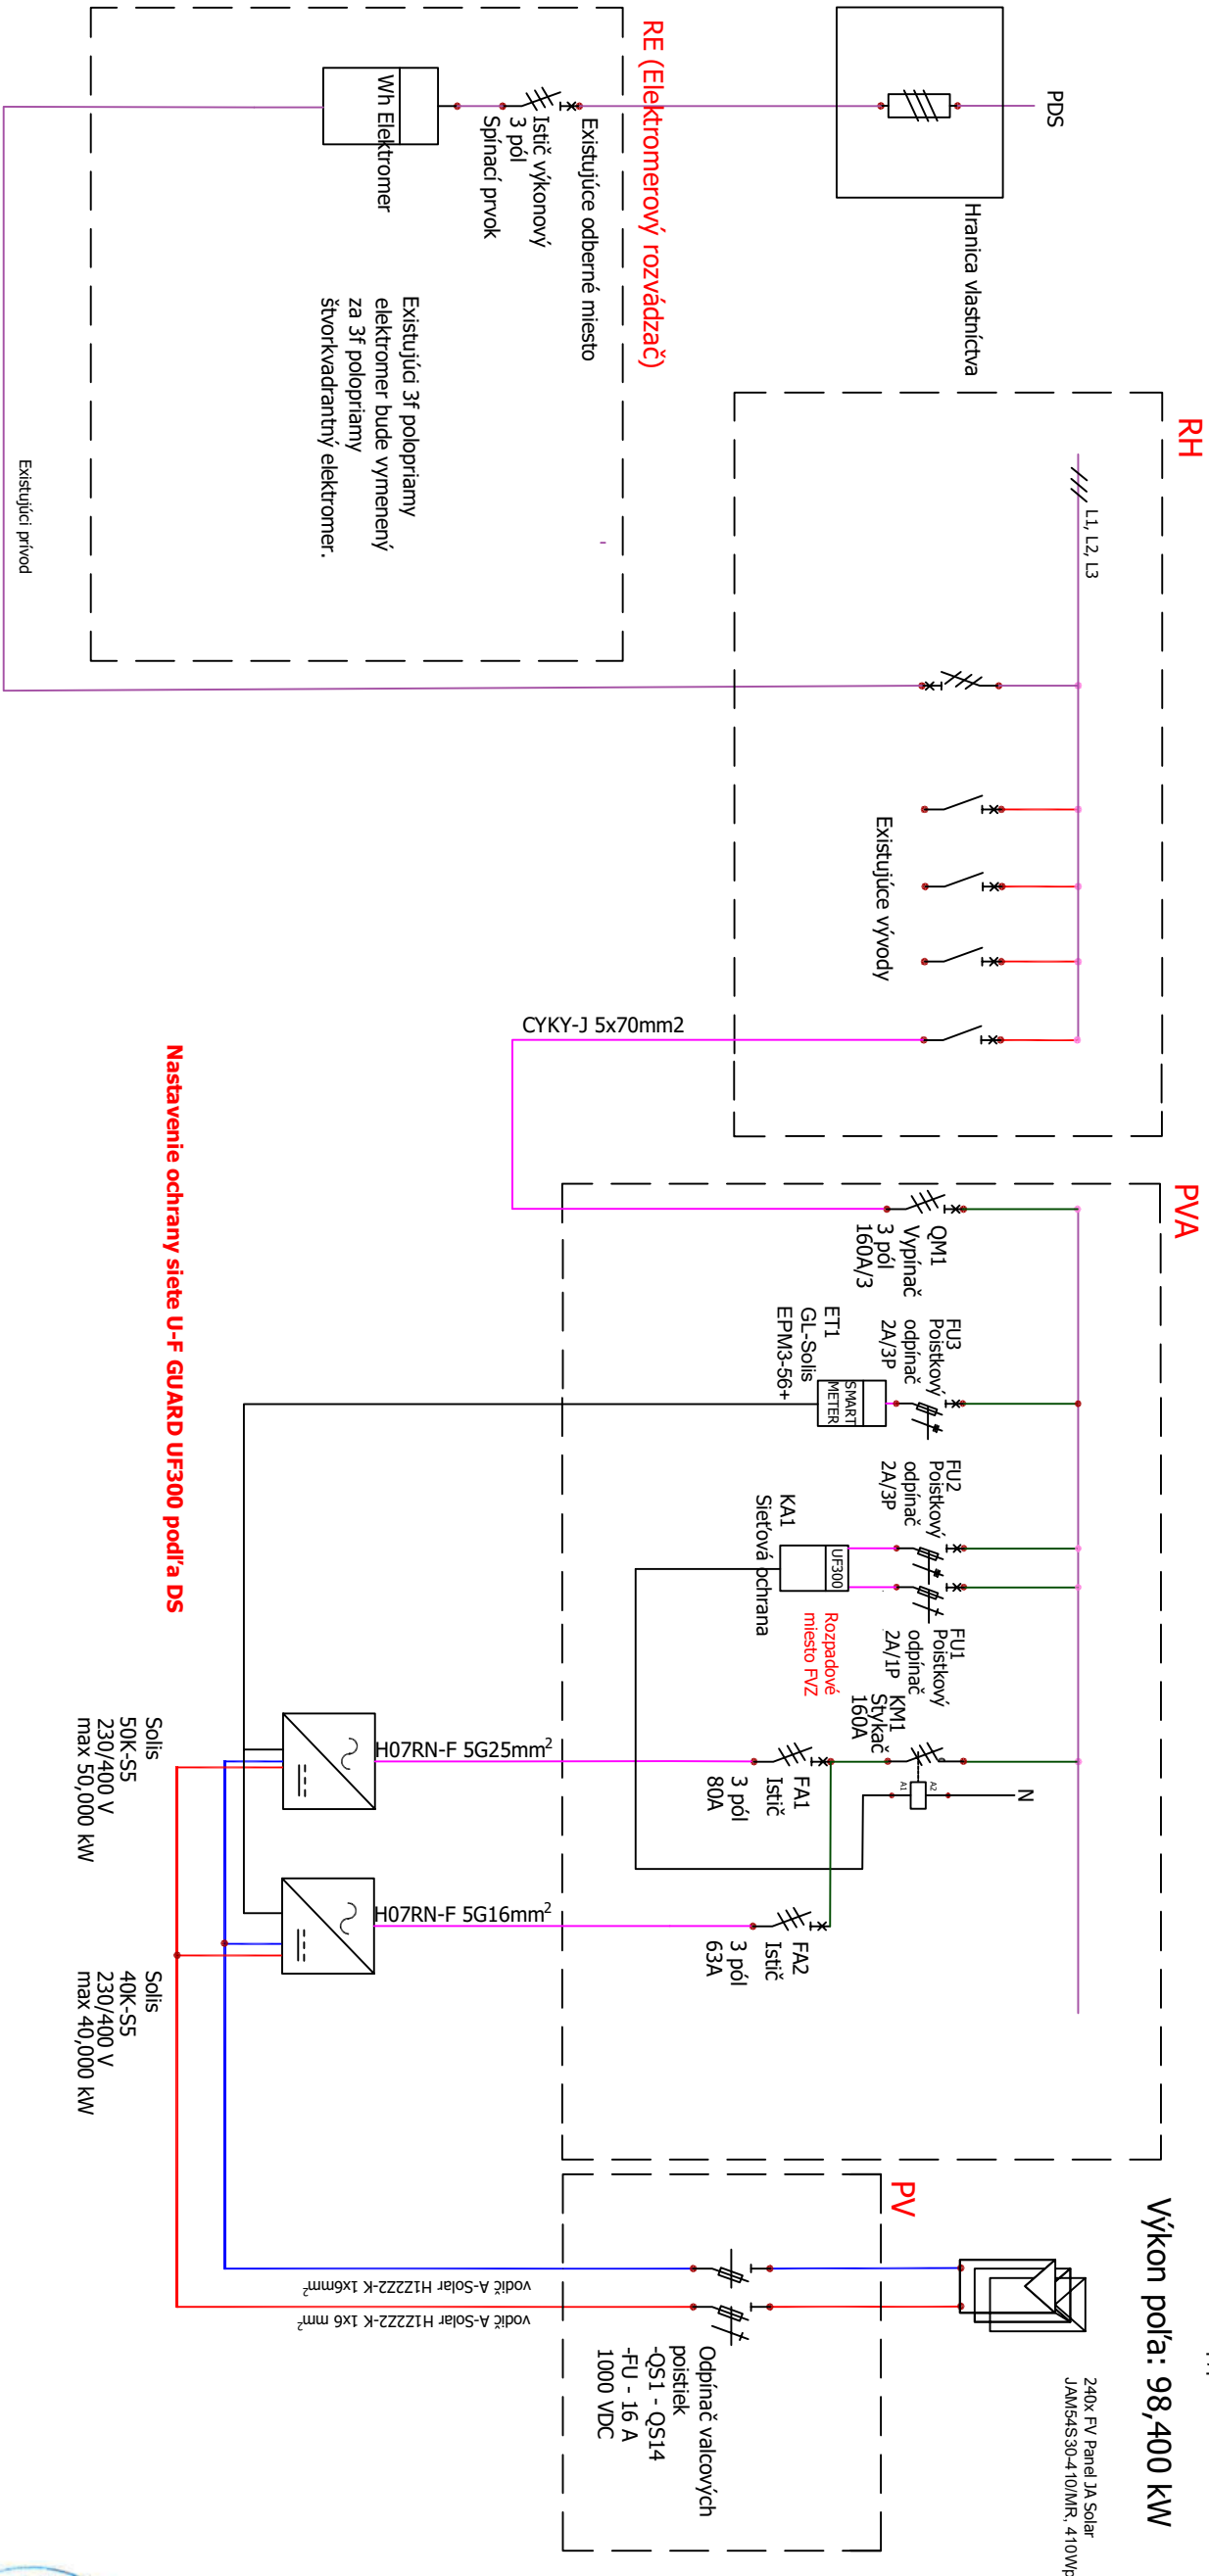 PDS
Hranica vlastníctva
RE (Elektromerový rozvádzač)
Existujúce odberné miesto
Istič výkonový
3 pól
Spínací prvok
Wh Elektromer
Existujúci 3f polopriamy
elektromer bude vymenený
za 3f polopriamy
štvorkvadrantný elektromer.
Existujúci prívod
RH
L1, L2, L3
Existujúce vývody
CYKY-J 5x70mm2
PVA
QM1
Vypínač
3 pól
160A/3
FU3
Poistkový
odpínač
2A/3P
ET1
GL-Solis
EPM3-56+
SMART
METER
FU2
Poistkový
odpínač
2A/3P
KA1
Sieťová ochrana
UF300
FU1
Poistkový
odpínač
2A/1P
Rozpadové
miesto FVZ
KM1
Stykač
160A
A2
A1
N
FA1
Istič
3 pól
80A
FA2
Istič
3 pól
63A
H07RN-F 5G25mm²
H07RN-F 5G16mm²
Solis
50K-S5
230/400 V
max 50,000 kW
Solis
40K-S5
230/400 V
max 40,000 kW
Nastavenie ochrany siete U-F GUARD UF300 podľa DS
PV
Odpínač valcových
poistiek
-QS1 - QS14
-FU - 16 A
1000 VDC
vodič A-Solar H1Z2Z2-K 1x6mm²
vodič A-Solar H1Z2Z2-K 1x6 mm²
Výkon poľa: 98,400 kW
240x FV Panel JA Solar
JAM54S30-410/MR, 410Wp